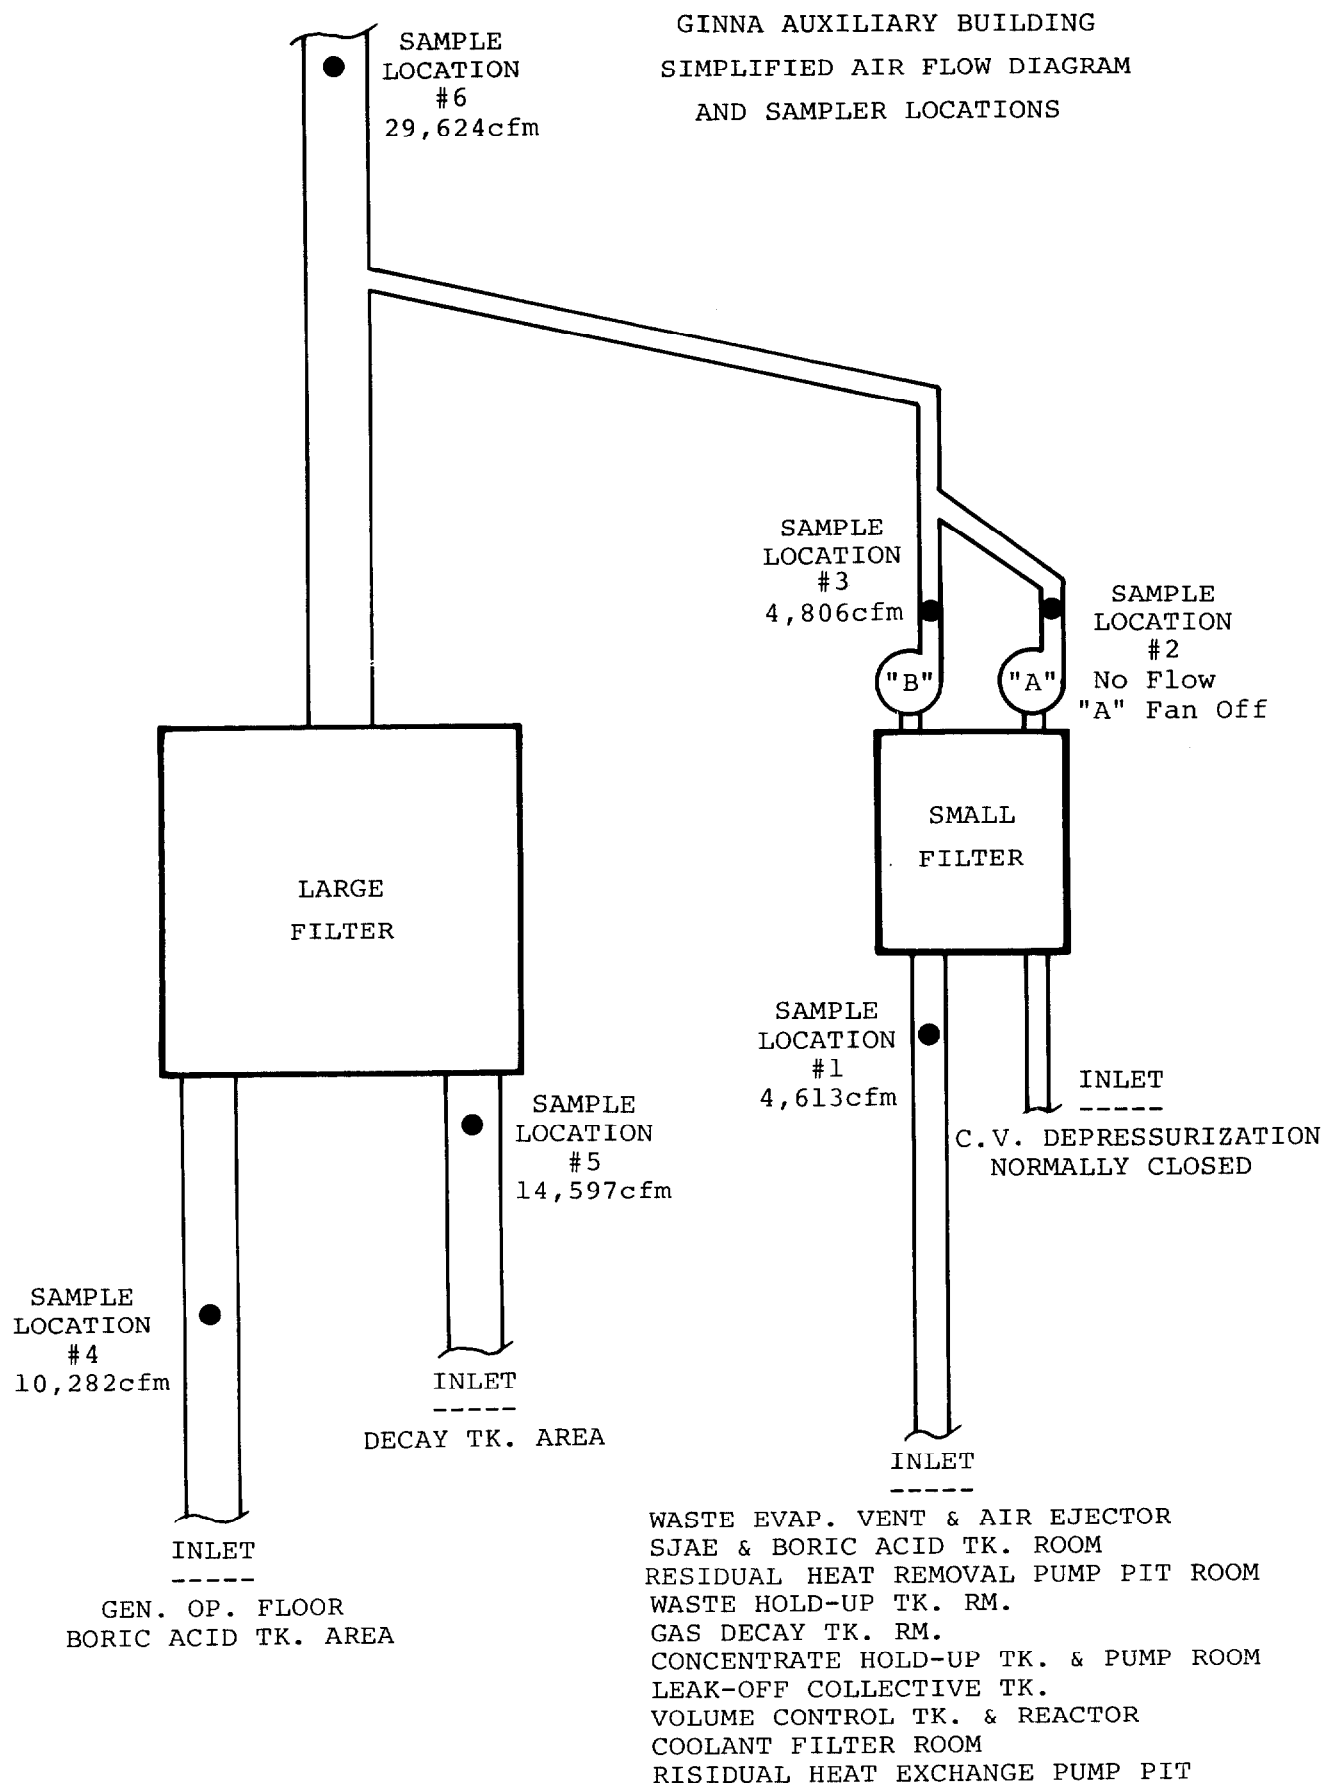 GINNA AUXILIARY BUILDING
SIMPLIFIED AIR FLOW DIAGRAM
AND SAMPLER LOCATIONS
SAMPLE
LOCATION
#6
29,624cfm
SAMPLE
LOCATION
#3
4,806cfm
SAMPLE
LOCATION
#2
No Flow
"A" Fan Off
"B"
"A"
SMALL
FILTER
LARGE
FILTER
SAMPLE
LOCATION
#1
4,613cfm
INLET
-----
C.V. DEPRESSURIZATION
NORMALLY CLOSED
SAMPLE
LOCATION
#5
14,597cfm
SAMPLE
LOCATION
#4
10,282cfm
INLET
-----
DECAY TK. AREA
INLET
-----
GEN. OP. FLOOR
BORIC ACID TK. AREA
INLET
-----
WASTE EVAP. VENT & AIR EJECTOR
SJAE & BORIC ACID TK. ROOM
RESIDUAL HEAT REMOVAL PUMP PIT ROOM
WASTE HOLD-UP TK. RM.
GAS DECAY TK. RM.
CONCENTRATE HOLD-UP TK. & PUMP ROOM
LEAK-OFF COLLECTIVE TK.
VOLUME CONTROL TK. & REACTOR
COOLANT FILTER ROOM
RISIDUAL HEAT EXCHANGE PUMP PIT